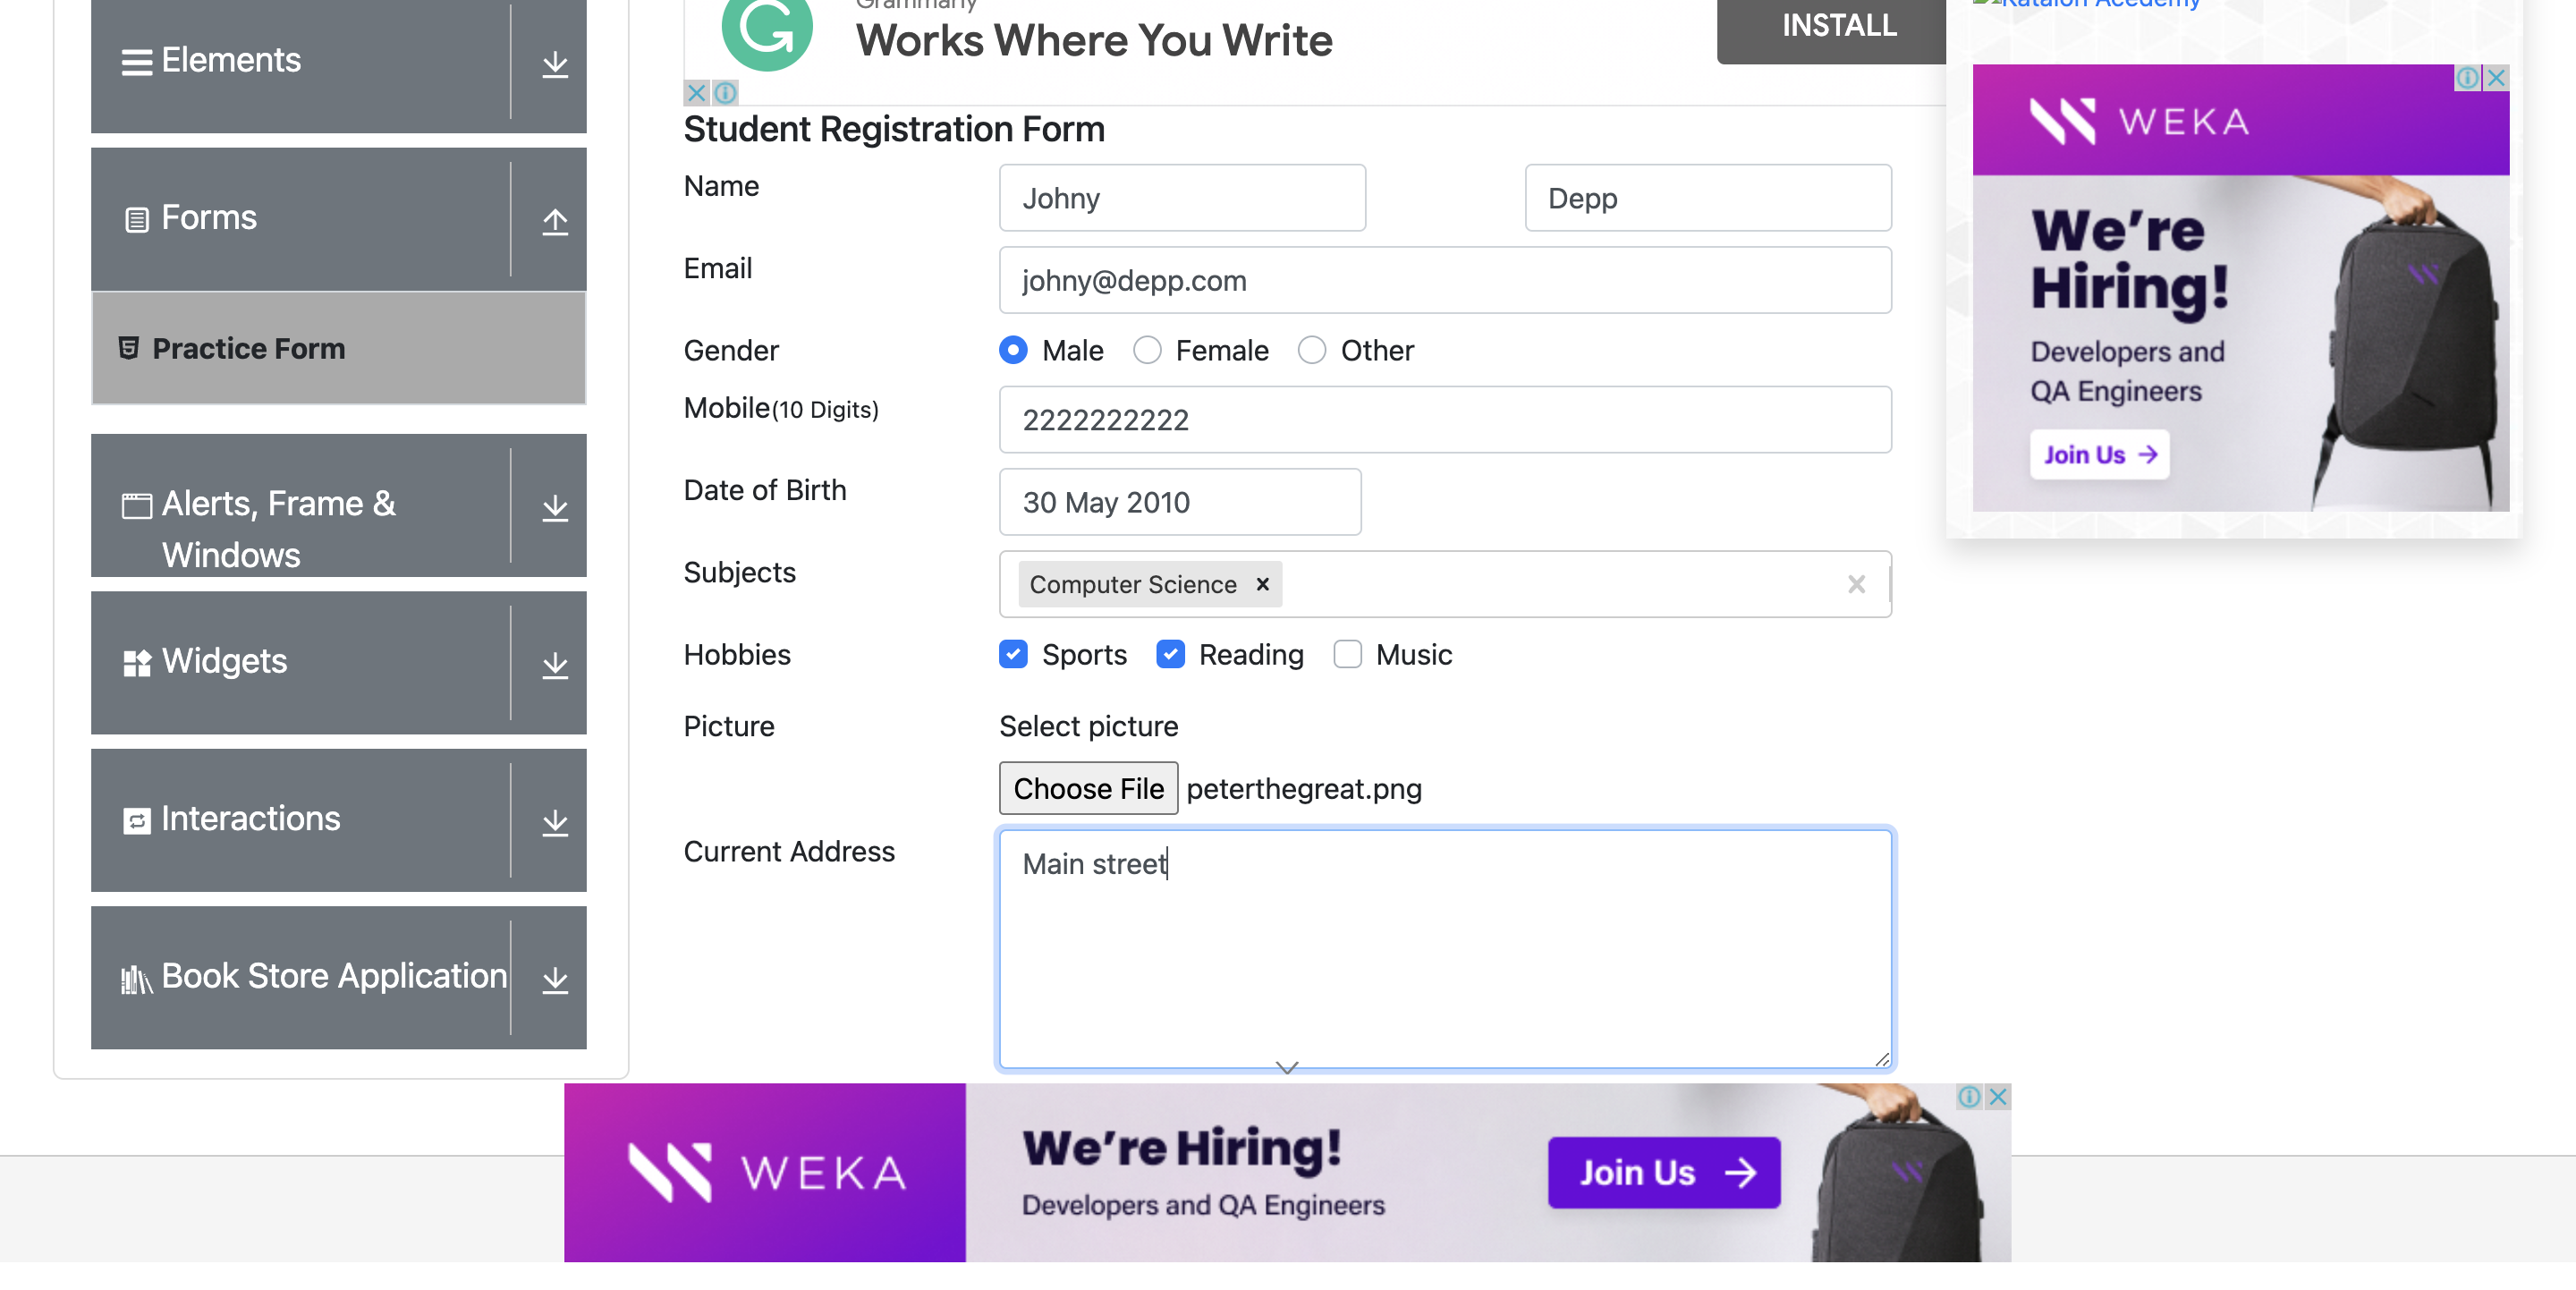 Elements
Forms
Practice Form
Alerts, Frame &
Windows
Widgets
Interactions
Book Store Application
Grammarly
Works Where You Write
INSTALL
Student Registration Form
Name
Johny
Depp
Email
johny@depp.com
Gender
Male
Female
Other
Mobile(10 Digits)
2222222222
Date of Birth
30 May 2010
Subjects
Computer Science
Hobbies
Sports
Reading
Music
Picture
Select picture
Choose File peterthegreat.png
Current Address
Main street
Katalon Acedemy
WEKA
We're
Hiring!
Developers and
QA Engineers
Join Us
WEKA
We're Hiring!
Developers and QA Engineers
Join Us